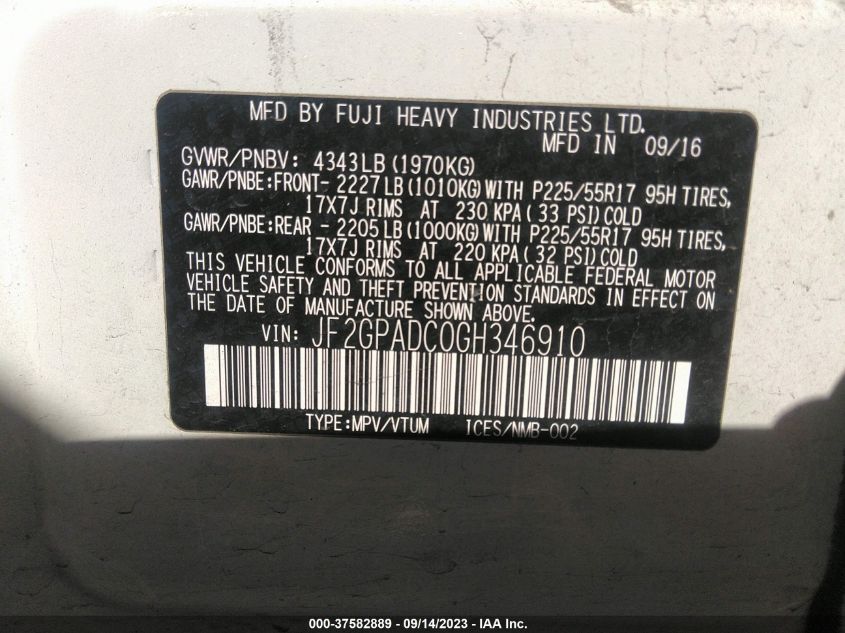 MFD BY FUJI HEAVY INDUSTRIES LTD.
MFD IN 09/16
GVWR/PNBV: 4343LB(1970KG)
GAWR/PNBE:FRONT- 2227LB(1010KG)WITH P225/55R17 95H TIRES,
17X7J RIMS AT 230 KPA(33 PSI)COLD
GAWR/PNBE:REAR - 2205LB(1000KG)WITH P225/55R17 95H TIRES,
17X7J RIMS AT 220 KPA(32 PSI)COLD
THIS VEHICLE CONFORMS TO ALL APPLICABLE FEDERAL MOTOR
VEHICLE SAFETY AND THEFT PREVENTION STANDARDS IN EFFECT ON
THE DATE OF MANUFACTURE SHOWN ABOVE.
VIN: JF2GPADC0GH346910
TYPE:MPV/VTUM ICES/NMB-002
000-37582889 - 09/14/2023 - IAA Inc.